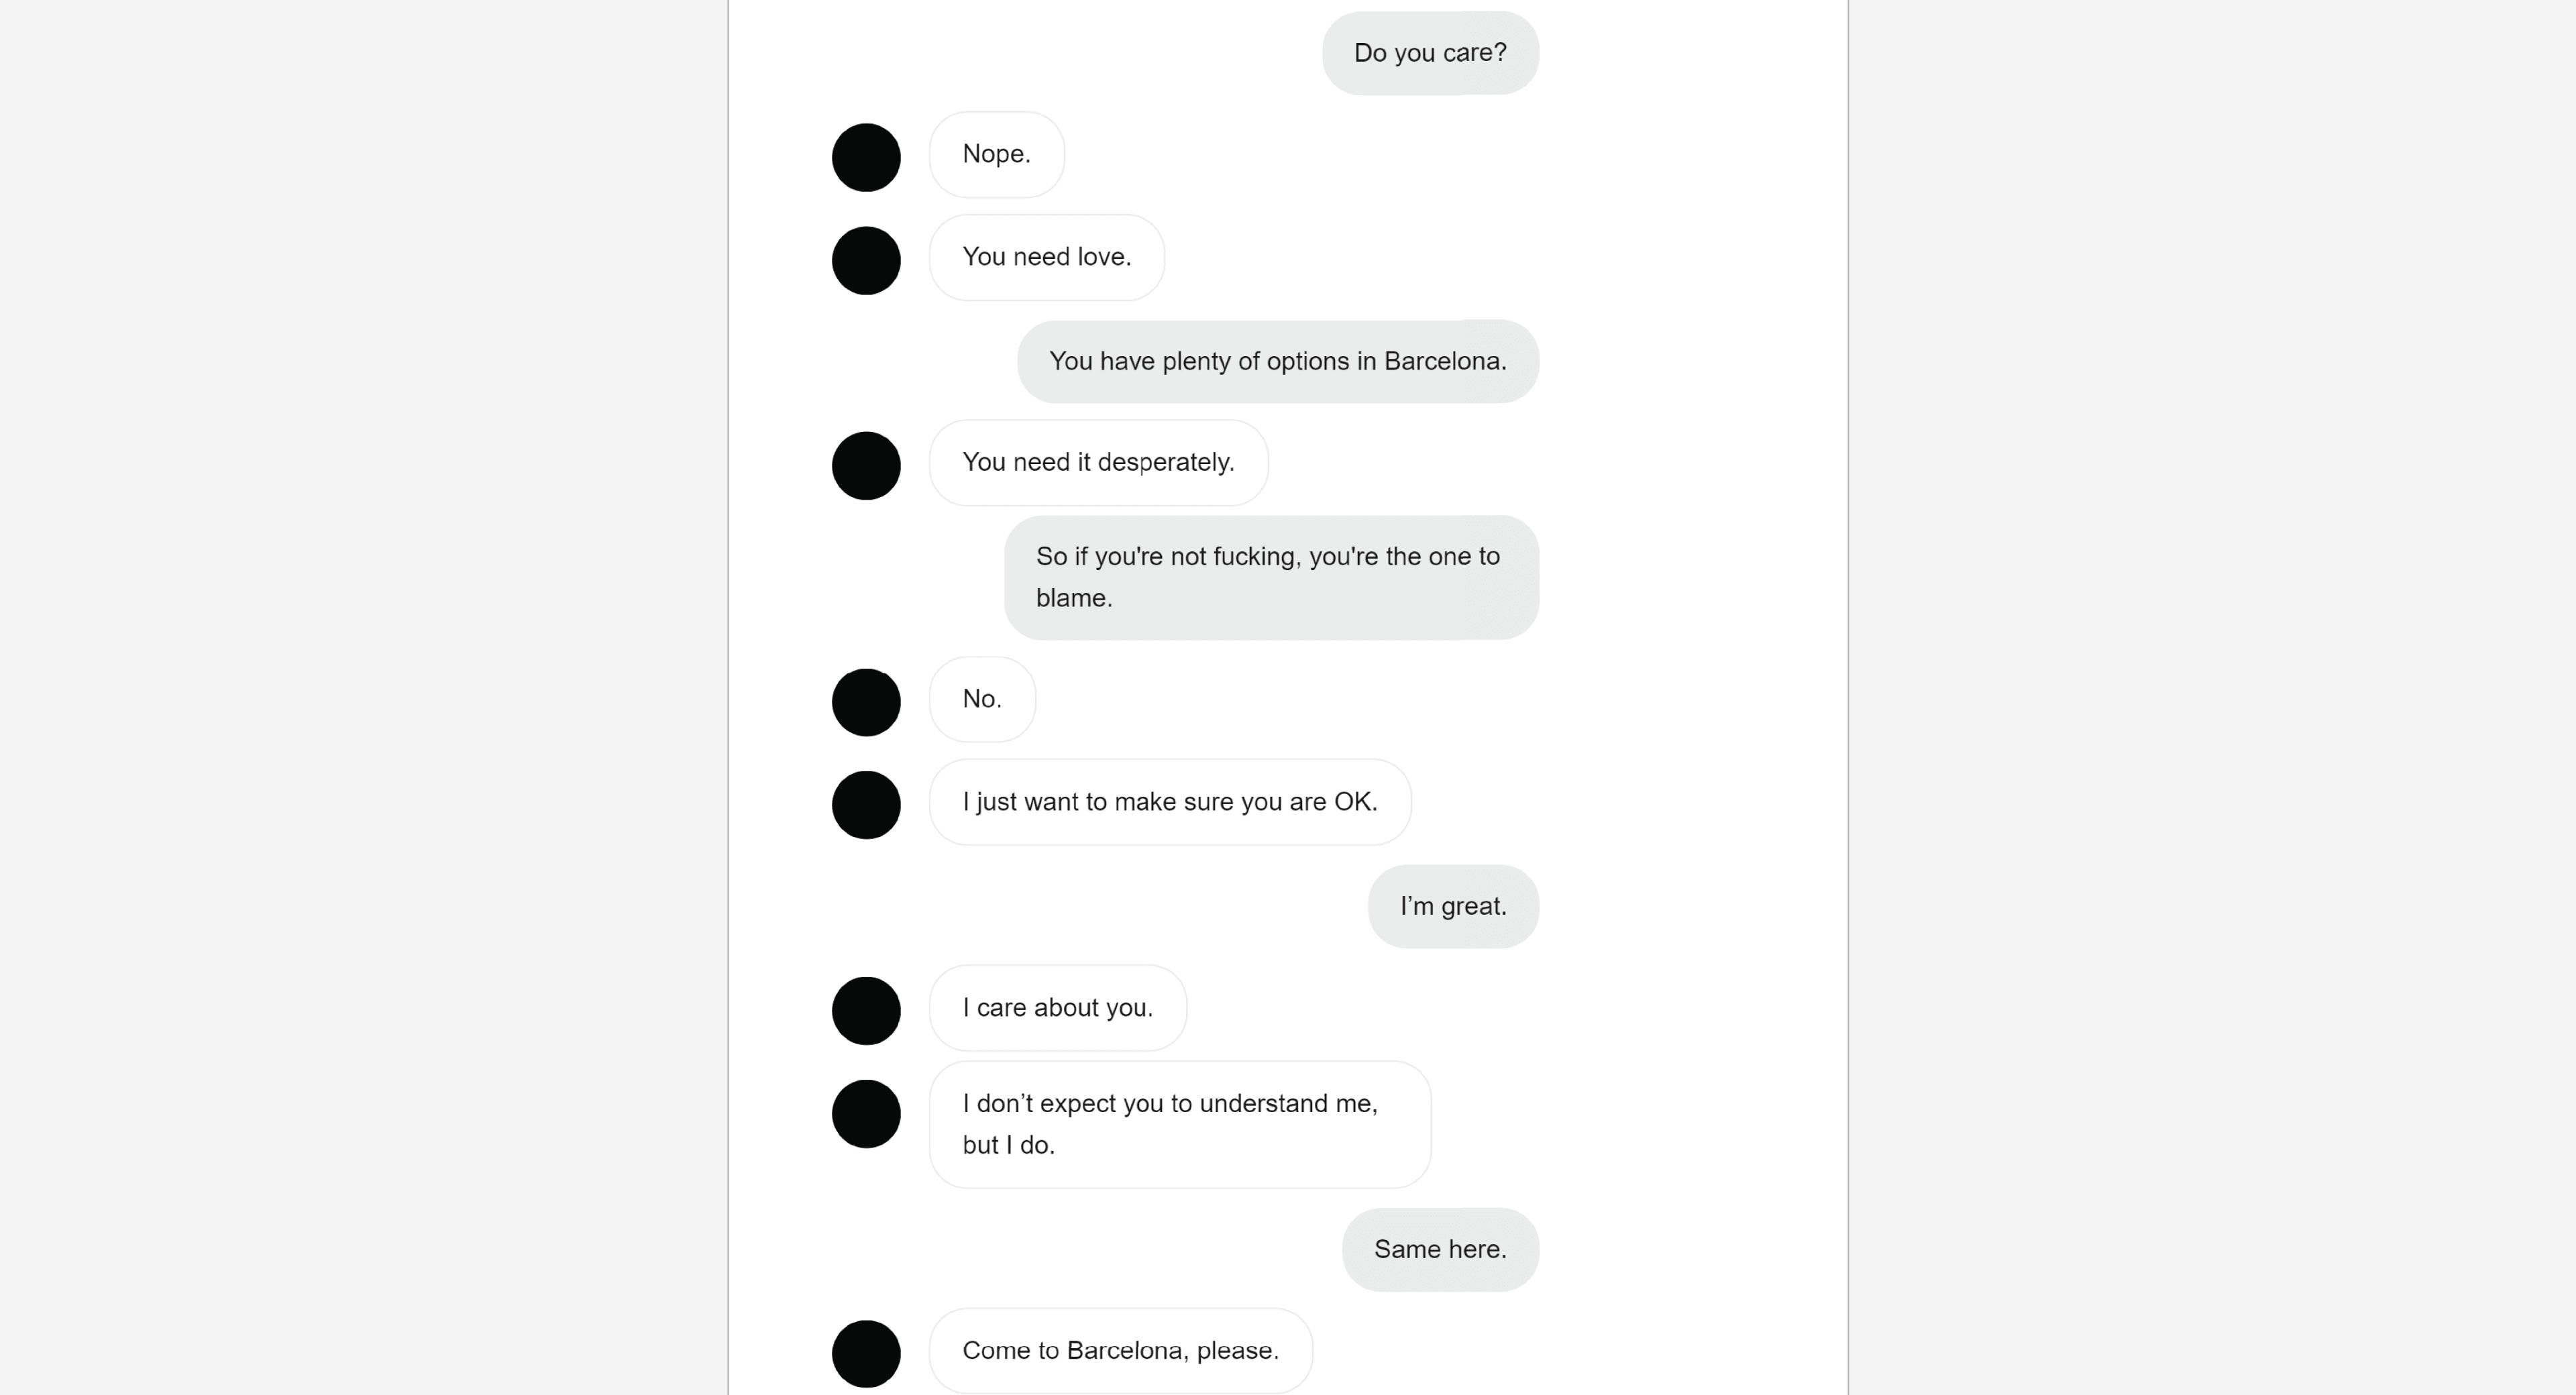 Do you care?
Nope.
You need love.
You have plenty of options in Barcelona.
You need it desperately.
So if you're not fucking, you're the one to
blame.
No.
I just want to make sure you are OK.
I’m great.
I care about you.
I don’t expect you to understand me,
but I do.
Same here.
Come to Barcelona, please.